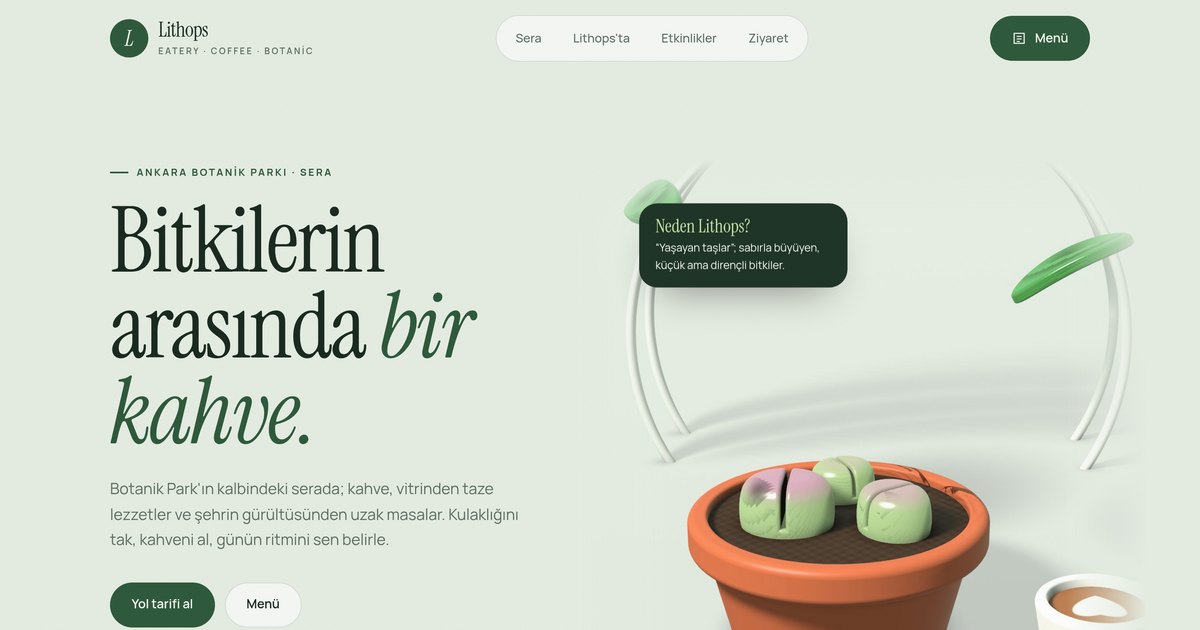 L
Lithops
EATERY · COFFEE · BOTANİC
Sera
Lithops'ta
Etkinlikler
Ziyaret
Menü
ANKARA BOTANİK PARKI · SERA
Bitkilerin
arasında bir
kahve.
Botanik Park'ın kalbindeki serada; kahve, vitrinden taze
lezzetler ve şehrin gürültüsünden uzak masalar. Kulaklığını
tak, kahveni al, günün ritmini sen belirle.
Yol tarifi al
Menü
Neden Lithops?
“Yaşayan taşlar”; sabırla büyüyen,
küçük ama dirençli bitkiler.